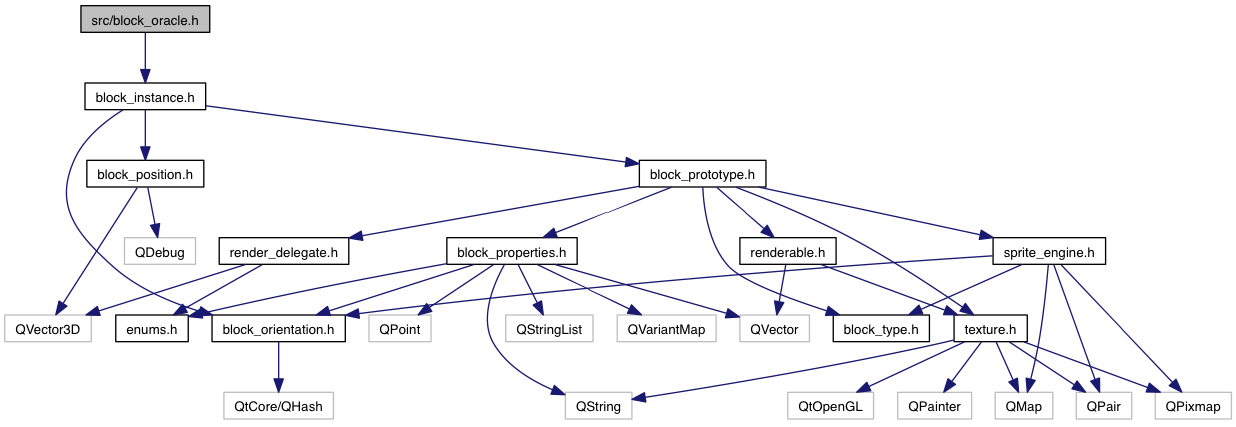 src/block_oracle.h
block_instance.h
block_position.h
block_prototype.h
QDebug
render_delegate.h
block_properties.h
renderable.h
sprite_engine.h
QVector3D
enums.h
block_orientation.h
QPoint
QStringList
QVariantMap
QVector
block_type.h
texture.h
QtCore/QHash
QString
QtOpenGL
QPainter
QMap
QPair
QPixmap